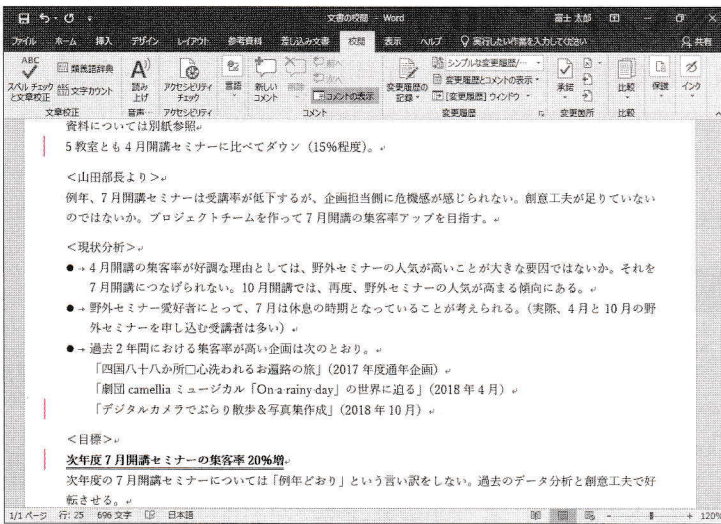 文書の校閲 - Word
富士 太郎
ファイル ホーム 挿入 デザイン レイアウト 参考資料 差し込み文書 校閲 表示 ヘルプ 実行したい作業を入力してください 共有
ABC
スペル チェックと文章校正
類義語辞典
文字カウント
読み上げ
アクセシビリティ チェック
言語
新しいコメント
削除
前へ
次へ
コメントの表示
変更履歴の記録
シンプルな変更履歴/…
変更履歴とコメントの表示
[変更履歴] ウィンドウ
承諾
比較
保護
インク
文章校正 音声 アクセシビリティ コメント 変更履歴 変更箇所 比較
資料については別紙参照
5 教室とも 4 月開講セミナーに比べてダウン（15%程度）。
＜山田部長より＞
例年、7 月開講セミナーは受講率が低下するが、企画担当側に危機感が感じられない。創意工夫が足りていない
のではないか。プロジェクトチームを作って 7 月開講の集客率アップを目指す。
＜現状分析＞
● → 4 月開講の集客率が好調な理由としては、野外セミナーの人気が高いことが大きな要因ではないか。それを
7 月開講につなげられない。10 月開講では、再度、野外セミナーの人気が高まる傾向にある。
● → 野外セミナー愛好者にとって、7 月は休息の時期となっていることが考えられる。（実際、4 月と 10 月の野
外セミナーを申し込む受講者は多い）
● → 過去 2 年間における集客率が高い企画は次のとおり。
「四国八十八か所□心洗われるお遍路の旅」（2017 年度通年企画）
「劇団 camellia ミュージカル「On·a·rainy·day」の世界に迫る」（2018 年 4 月）
「デジタルカメラでぶらり散歩＆写真集作成」（2018 年 10 月）
＜目標＞
次年度 7 月開講セミナーの集客率 20%増
次年度の 7 月開講セミナーについては「例年どおり」という言い訳をしない。過去のデータ分析と創意工夫で好
転させる。
1/1 ページ 行: 25 696 文字 日本語 120%